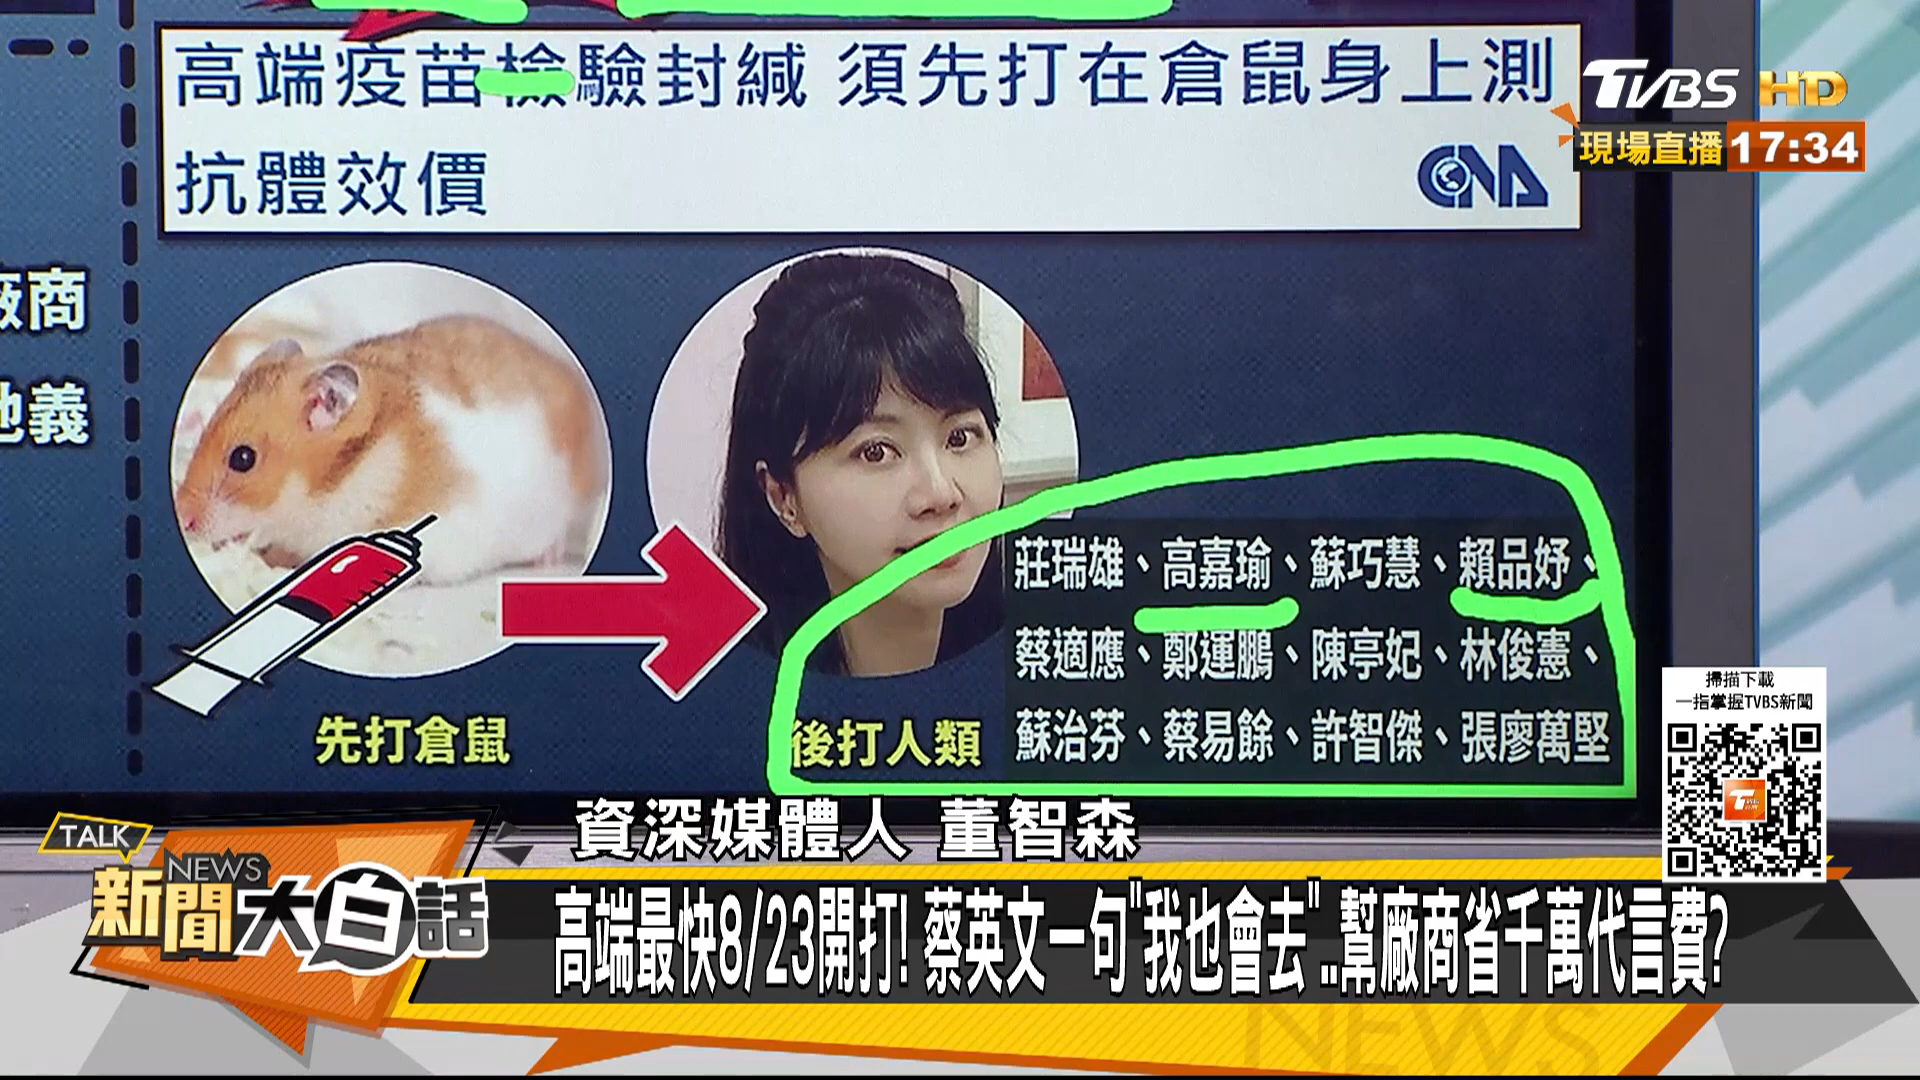 高端疫苗檢驗封緘 須先打在倉鼠身上測
抗體效價
CNA
TVBS HD
現場直播 17:34
廠商
地義
莊瑞雄、高嘉瑜、蘇巧慧、賴品妤、
蔡適應、鄭運鵬、陳亭妃、林俊憲、
蘇治芬、蔡易餘、許智傑、張廖萬堅
先打倉鼠
後打人類
掃描下載
一指掌握TVBS新聞
資深媒體人 董智森
TALK
NEWS
新聞大白話
高端最快8/23開打! 蔡英文一句"我也會去"..幫廠商省千萬代言費?
NEWS